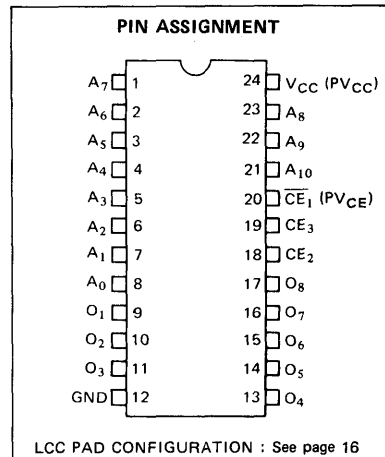 PIN ASSIGNMENT
A7 1 24 VCC (PVCC)
A6 2 23 A8
A5 3 22 A9
A4 4 21 A10
A3 5 20 C̅E̅1 (PVCE)
A2 6 19 CE3
A1 7 18 CE2
A0 8 17 O8
O1 9 16 O7
O2 10 15 O6
O3 11 14 O5
GND 12 13 O4
LCC PAD CONFIGURATION : See page 16